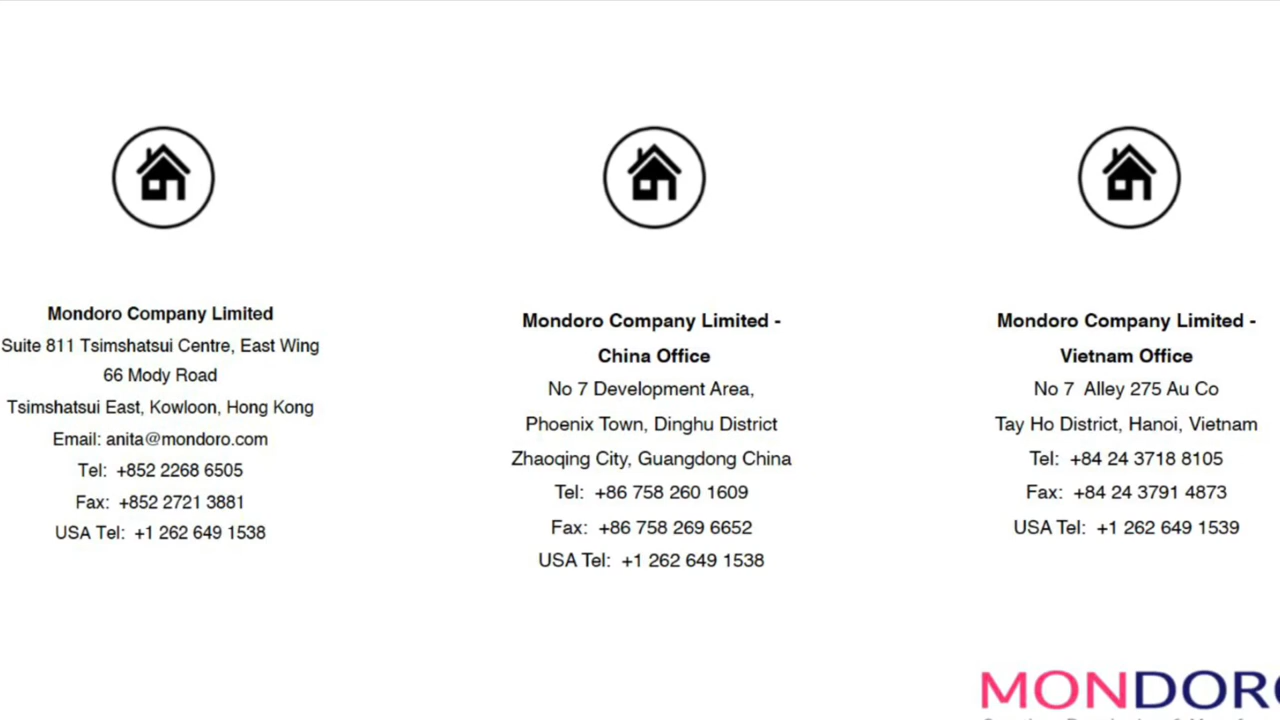 Mondoro Company Limited
Suite 811 Tsimshatsui Centre, East Wing
66 Mody Road
Tsimshatsui East, Kowloon, Hong Kong
Email: anita@mondoro.com
Tel: +852 2268 6505
Fax: +852 2721 3881
USA Tel: +1 262 649 1538
Mondoro Company Limited -
China Office
No 7 Development Area,
Phoenix Town, Dinghu District
Zhaoqing City, Guangdong China
Tel: +86 758 260 1609
Fax: +86 758 269 6652
USA Tel: +1 262 649 1538
Mondoro Company Limited -
Vietnam Office
No 7 Alley 275 Au Co
Tay Ho District, Hanoi, Vietnam
Tel: +84 24 3718 8105
Fax: +84 24 3791 4873
USA Tel: +1 262 649 1539
MONDORO